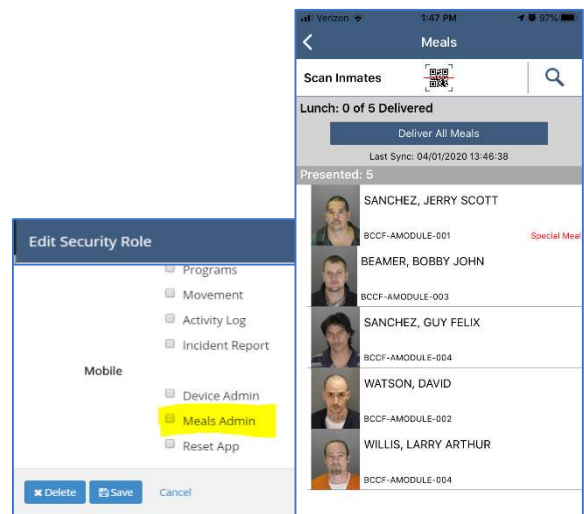 Verizon 1:47 PM 97%
Meals
Scan Inmates
Lunch: 0 of 5 Delivered
Deliver All Meals
Last Sync: 04/01/2020 13:46:38
Presented: 5
SANCHEZ, JERRY SCOTT
BCCF-AMODULE-001 Special Meal
BEAMER, BOBBY JOHN
BCCF-AMODULE-003
SANCHEZ, GUY FELIX
BCCF-AMODULE-004
WATSON, DAVID
BCCF-AMODULE-002
WILLIS, LARRY ARTHUR
BCCF-AMODULE-004
Edit Security Role
Programs
Movement
Activity Log
Incident Report
Mobile
Device Admin
Meals Admin
Reset App
Delete Save Cancel